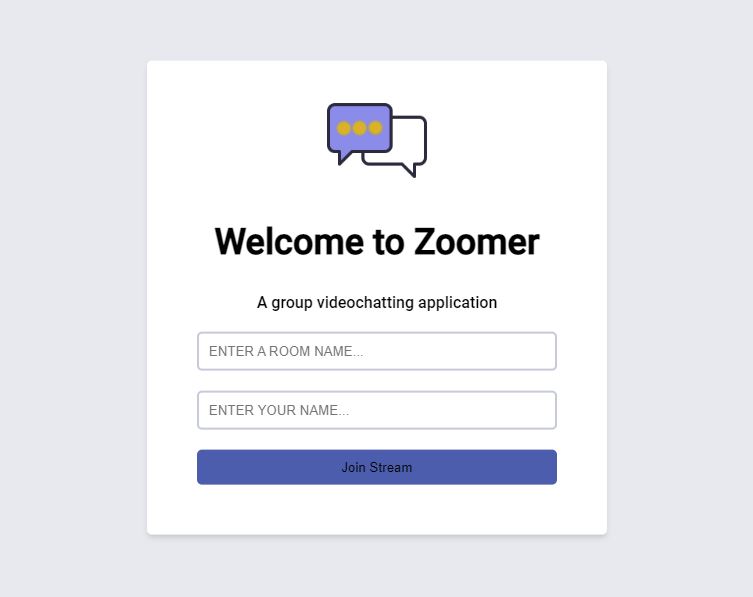 Welcome to Zoomer
A group videochatting application
ENTER A ROOM NAME...
ENTER YOUR NAME...
Join Stream